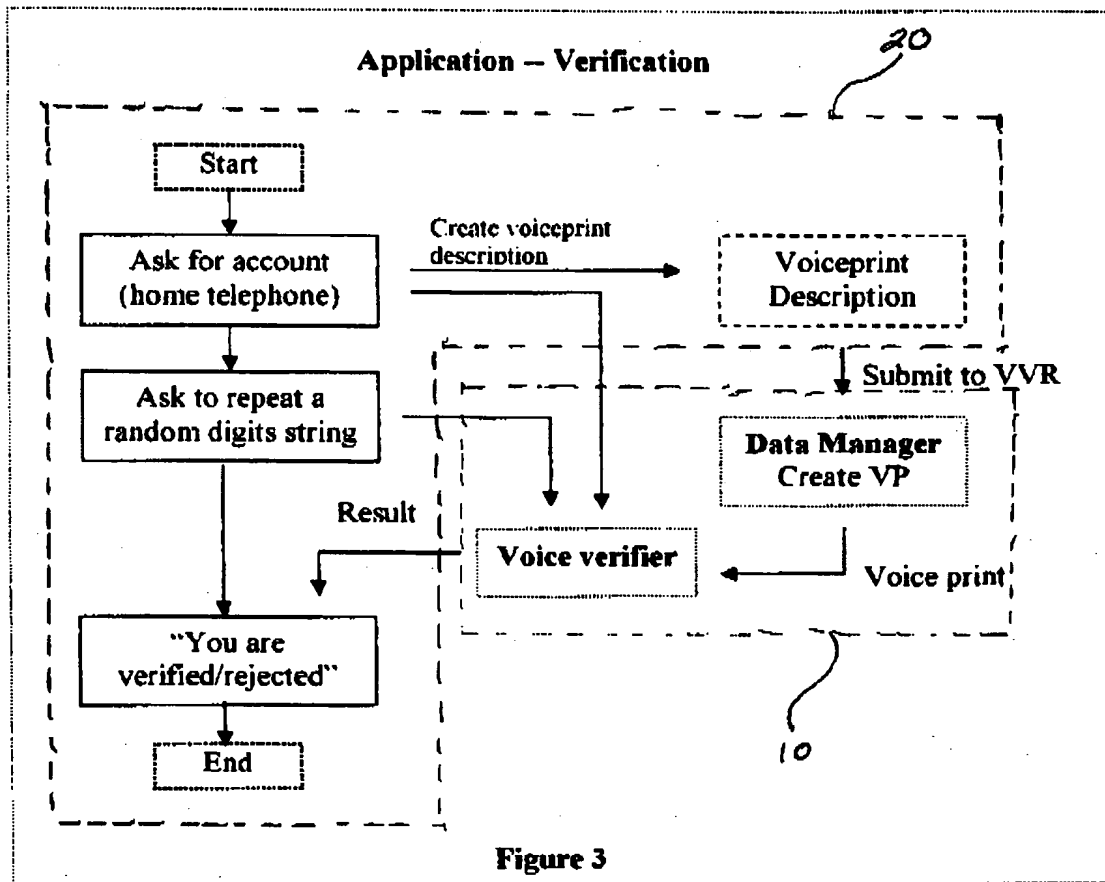 20
Application – Verification
Start
Create voiceprint
description
Ask for account
(home telephone)
Voiceprint
Description
Submit to VVR
Ask to repeat a
random digits string
Data Manager
Create VP
Result
Voice verifier
Voice print
"You are
verified/rejected"
10
End
Figure 3